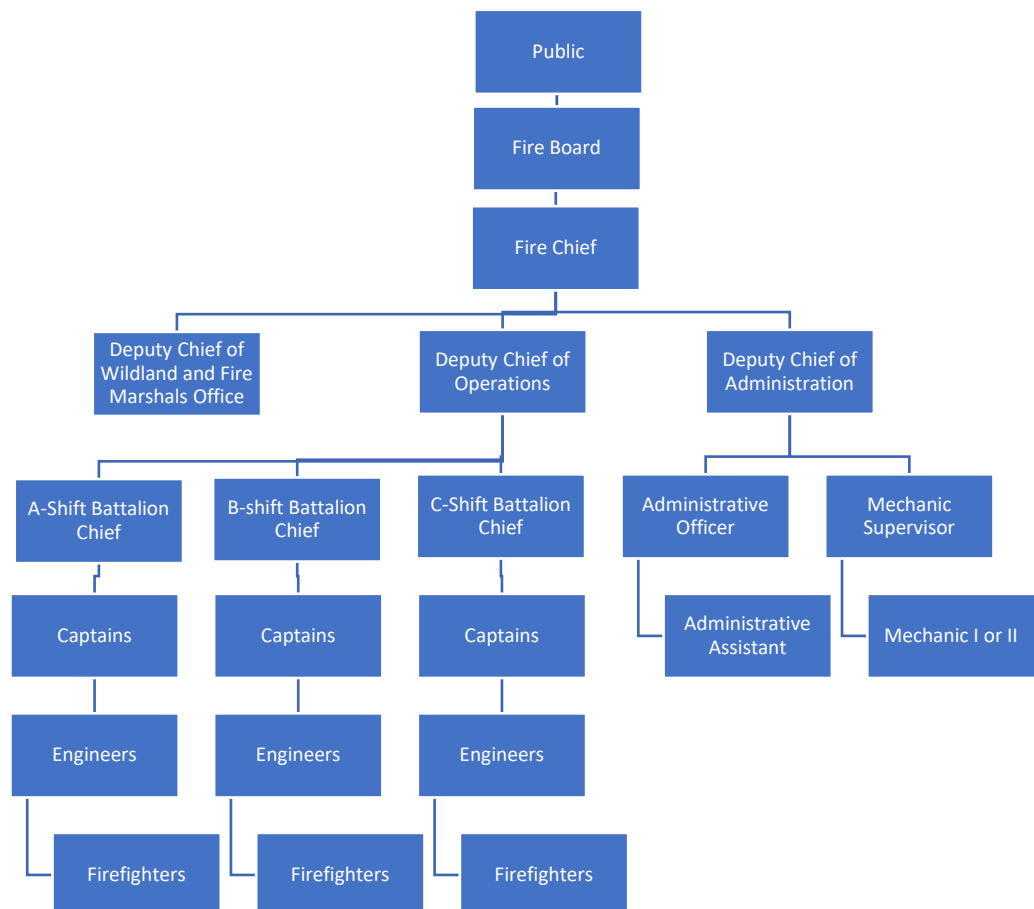 Public
Fire Board
Fire Chief
Deputy Chief of
Wildland and Fire
Marshals Office
Deputy Chief of
Operations
Deputy Chief of
Administration
A-Shift Battalion
Chief
B-shift Battalion
Chief
C-Shift Battalion
Chief
Administrative
Officer
Mechanic
Supervisor
Captains
Captains
Captains
Administrative
Assistant
Mechanic I or II
Engineers
Engineers
Engineers
Firefighters
Firefighters
Firefighters